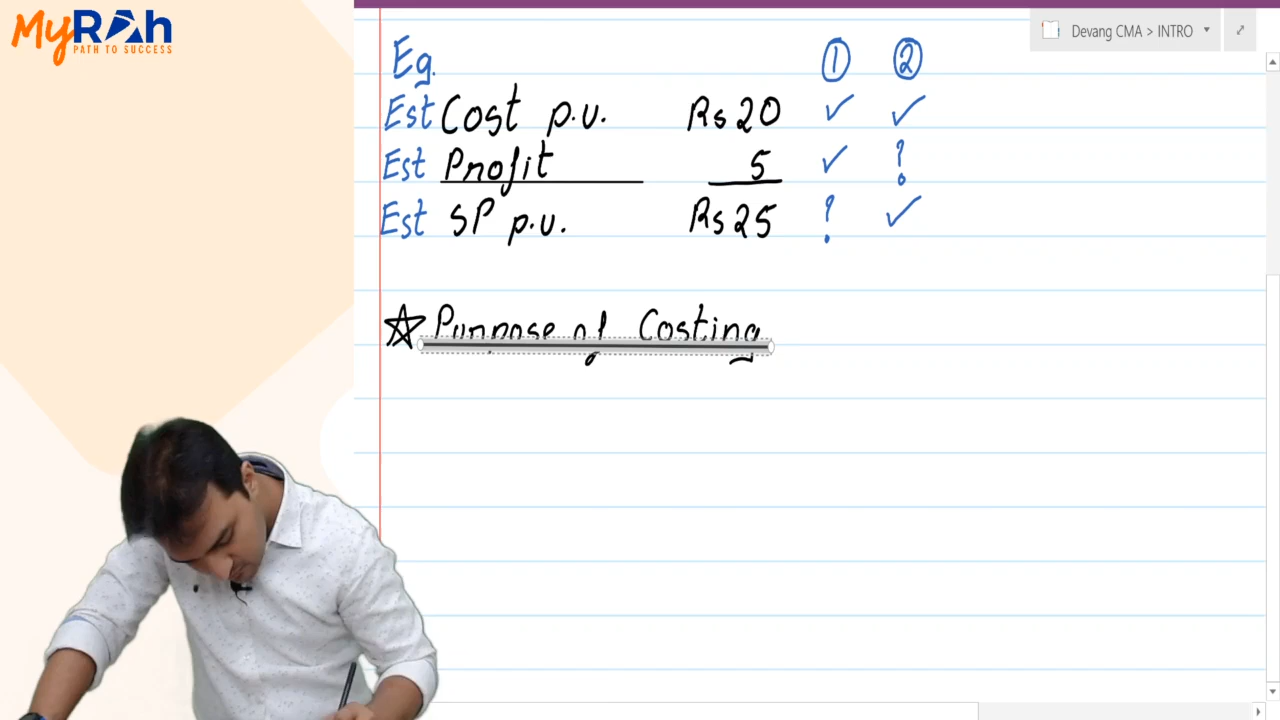 MyRAh
PATH TO SUCCESS
Devang CMA > INTRO
Eg. ① ②
Est Cost p.u. Rs 20 ✓ ✓
Est Profit 5 ✓ ?
Est SP p.u. Rs 25 ? ✓
☆ Purpose of Costing